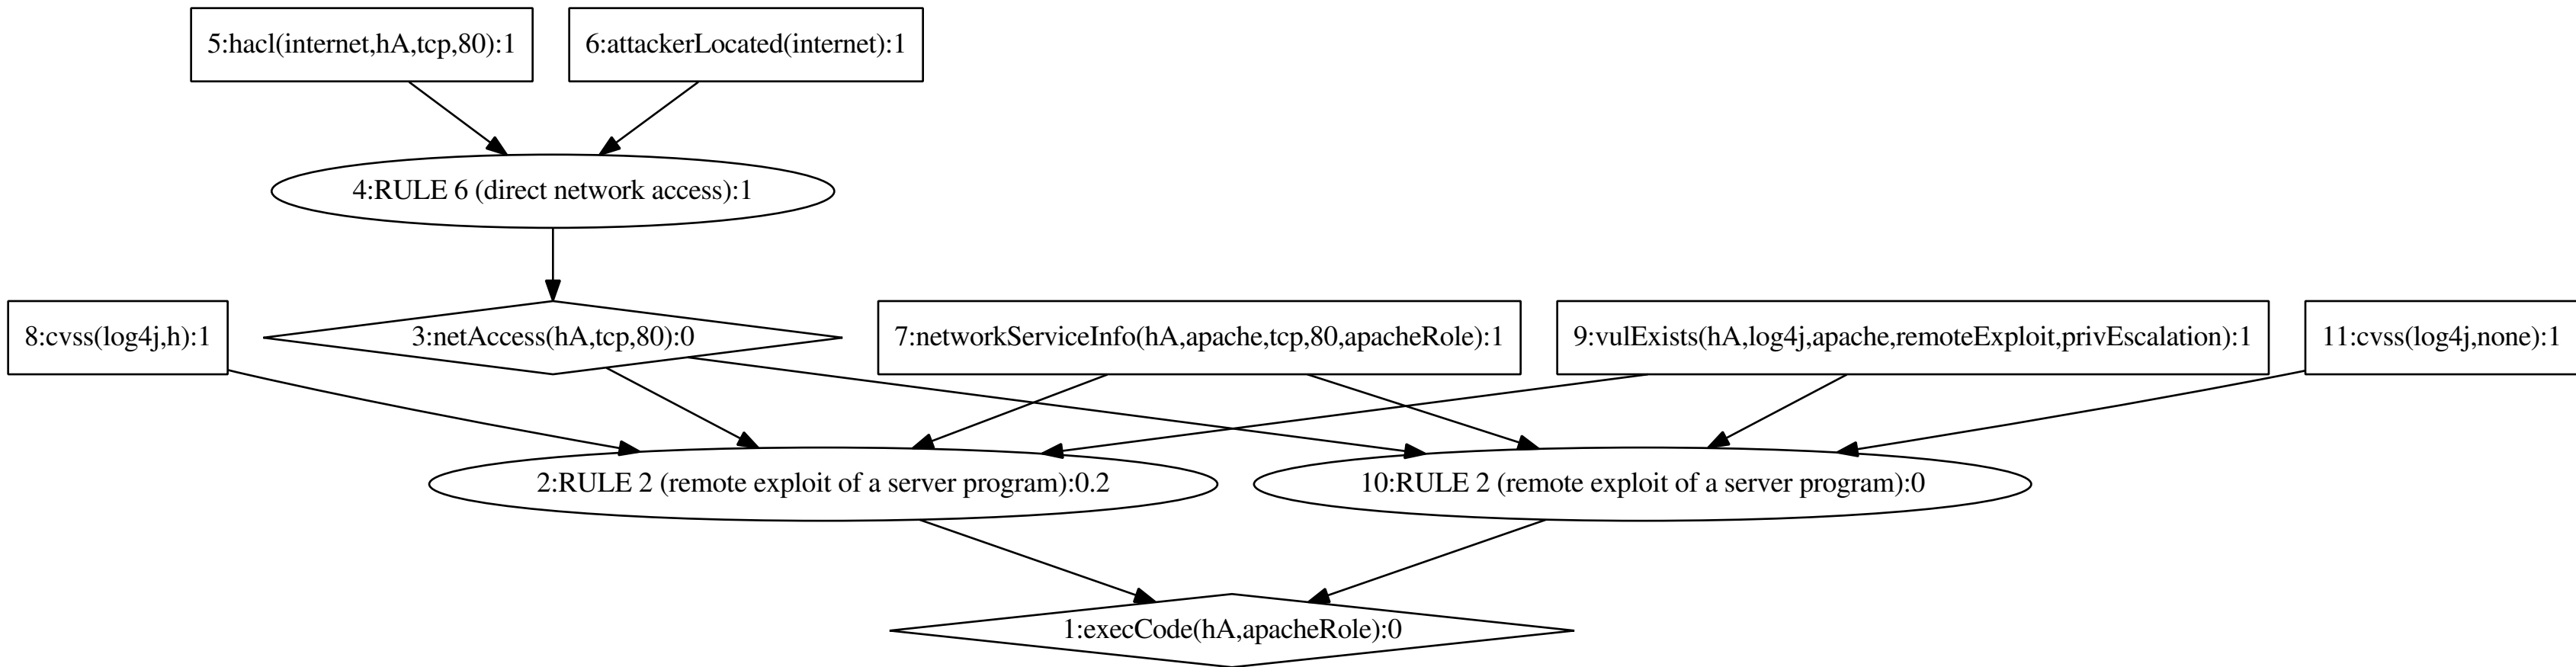 5:hacl(internet,hA,tcp,80):1
6:attackerLocated(internet):1
4:RULE 6 (direct network access):1
8:cvss(log4j,h):1
3:netAccess(hA,tcp,80):0
7:networkServiceInfo(hA,apache,tcp,80,apacheRole):1
9:vulExists(hA,log4j,apache,remoteExploit,privEscalation):1
11:cvss(log4j,none):1
2:RULE 2 (remote exploit of a server program):0.2
10:RULE 2 (remote exploit of a server program):0
1:execCode(hA,apacheRole):0